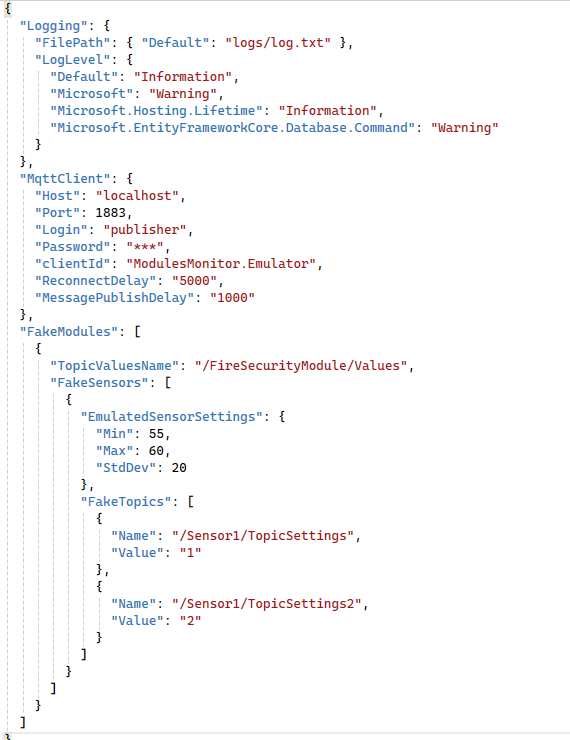 {
"Logging": {
"FilePath": { "Default": "logs/log.txt" },
"LogLevel": {
"Default": "Information",
"Microsoft": "Warning",
"Microsoft.Hosting.Lifetime": "Information",
"Microsoft.EntityFrameworkCore.Database.Command": "Warning"
}
},
"MqttClient": {
"Host": "localhost",
"Port": 1883,
"Login": "publisher",
"Password": "***",
"clientId": "ModulesMonitor.Emulator",
"ReconnectDelay": "5000",
"MessagePublishDelay": "1000"
},
"FakeModules": [
{
"TopicValuesName": "/FireSecurityModule/Values",
"FakeSensors": [
{
"EmulatedSensorSettings": {
"Min": 55,
"Max": 60,
"StdDev": 20
},
"FakeTopics": [
{
"Name": "/Sensor1/TopicSettings",
"Value": "1"
},
{
"Name": "/Sensor1/TopicSettings2",
"Value": "2"
}
]
}
]
}
]
}